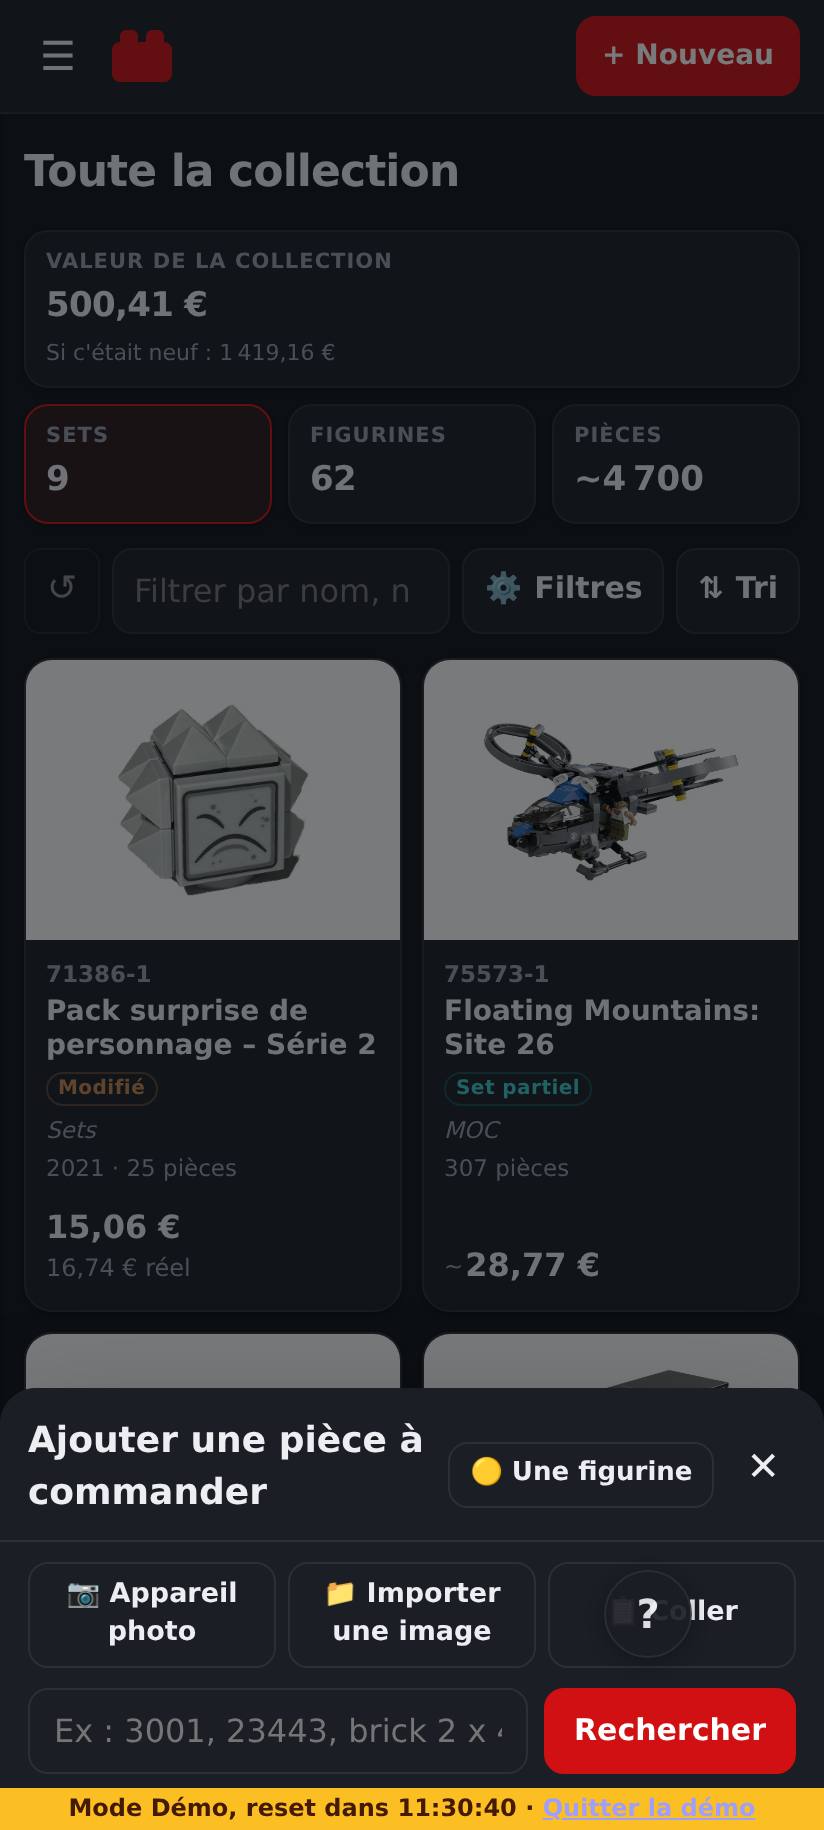 ☰ + Nouveau
Toute la collection
VALEUR DE LA COLLECTION
500,41 €
Si c'était neuf : 1 419,16 €
SETS
9
FIGURINES
62
PIÈCES
~4 700
Filtrer par nom, n
⚙️ Filtres
⇅ Tri
71386-1
Pack surprise de
personnage – Série 2
Modifié
Sets
2021 · 25 pièces
15,06 €
16,74 € réel
75573-1
Floating Mountains:
Site 26
Set partiel
MOC
307 pièces
~28,77 €
Ajouter une pièce à
commander
Une figurine
✕
Appareil
photo
Importer
une image
?
Ex : 3001, 23443, brick 2 x
Rechercher
Mode Démo, reset dans 11:30:40 · Quitter la démo